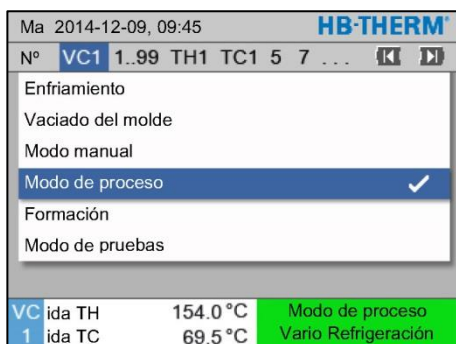 Ma 2014-12-09, 09:45 HB-THERM®
Nº VC1 1..99 TH1 TC1 5 7 ...
Enfriamiento
Vaciado del molde
Modo manual
Modo de proceso
Formación
Modo de pruebas
VC ida TH 154.0 °C Modo de proceso
1 ida TC 69.5 °C Vario Refrigeración